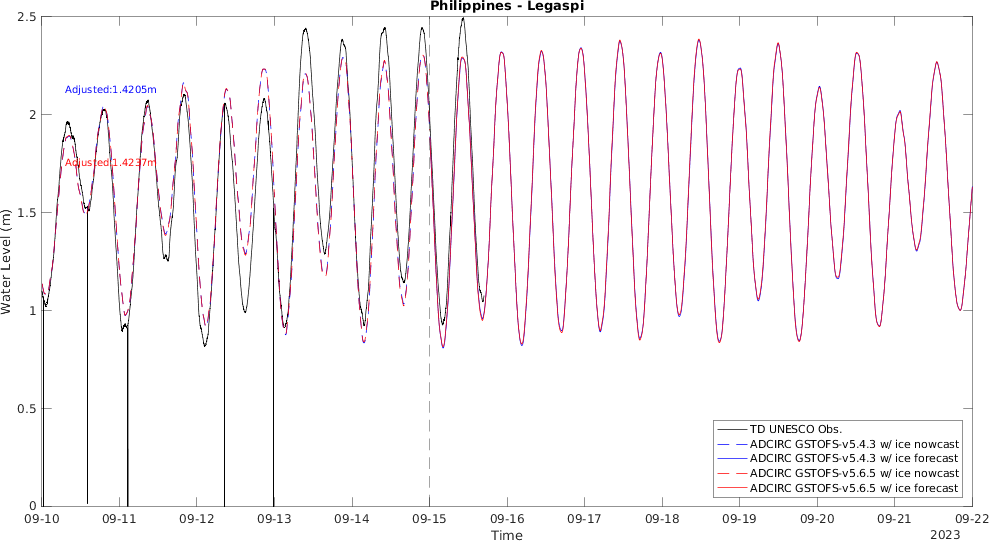 Philippines - Legaspi
2.5
2
1.5
1
0.5
0
Water Level (m)
Adjusted:1.4205m
Adjusted:1.4237m
TD UNESCO Obs.
ADCIRC GSTOFS-v5.4.3 w/ ice nowcast
ADCIRC GSTOFS-v5.4.3 w/ ice forecast
ADCIRC GSTOFS-v5.6.5 w/ ice nowcast
ADCIRC GSTOFS-v5.6.5 w/ ice forecast
09-10 09-11 09-12 09-13 09-14 09-15 09-16 09-17 09-18 09-19 09-20 09-21 09-22
Time
2023